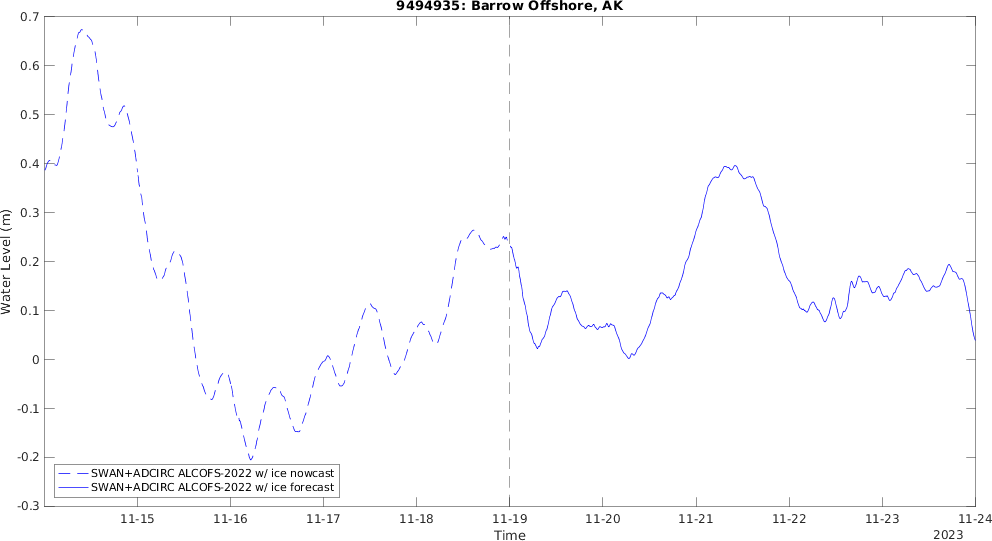 9494935: Barrow Offshore, AK
0.7
0.6
0.5
0.4
0.3
0.2
0.1
0
-0.1
-0.2
-0.3
Water Level (m)
SWAN+ADCIRC ALCOFS-2022 w/ ice nowcast
SWAN+ADCIRC ALCOFS-2022 w/ ice forecast
11-15 11-16 11-17 11-18 11-19 11-20 11-21 11-22 11-23 11-24
Time
2023